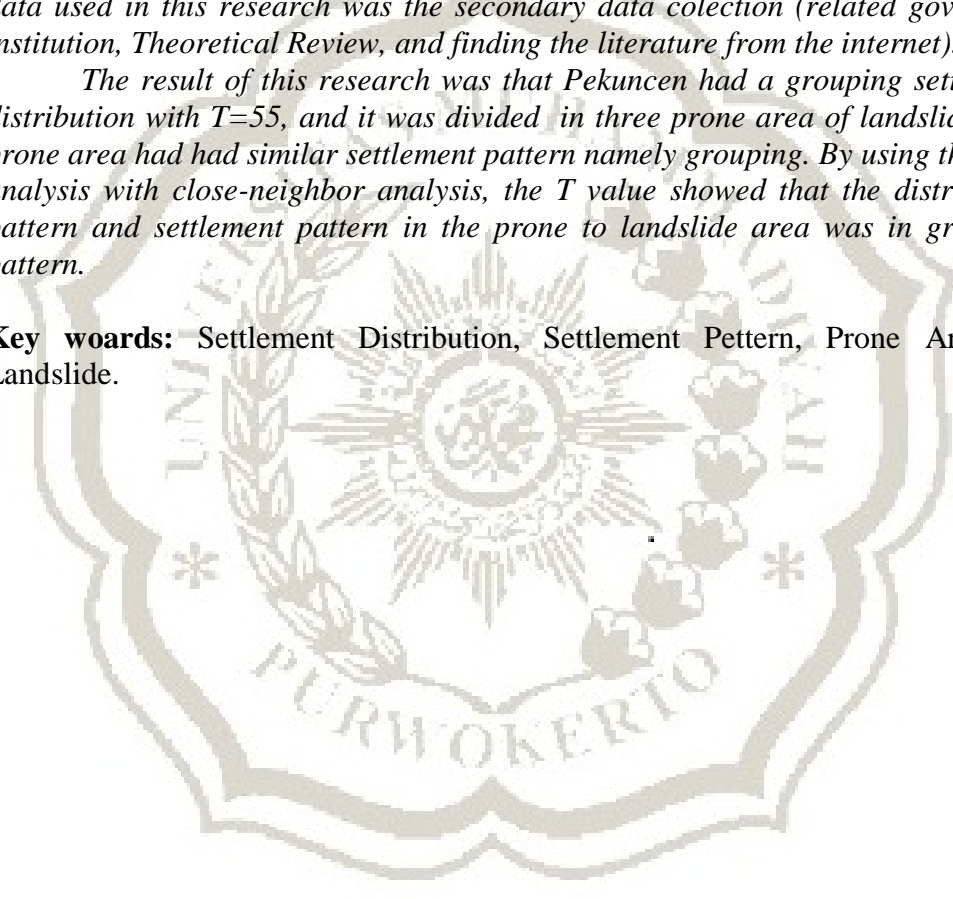 data used in this research was the secondary data colection (related gov
institution, Theoretical Review, and finding the literature from the internet).
The result of this research was that Pekuncen had a grouping sett
distribution with T=55, and it was divided in three prone area of landslid
prone area had had similar settlement pattern namely grouping. By using th
analysis with close-neighbor analysis, the T value showed that the distr
pattern and settlement pattern in the prone to landslide area was in gr
pattern.
Key woards: Settlement Distribution, Settlement Pettern, Prone Ar
Landslide.
PURWOKERTO